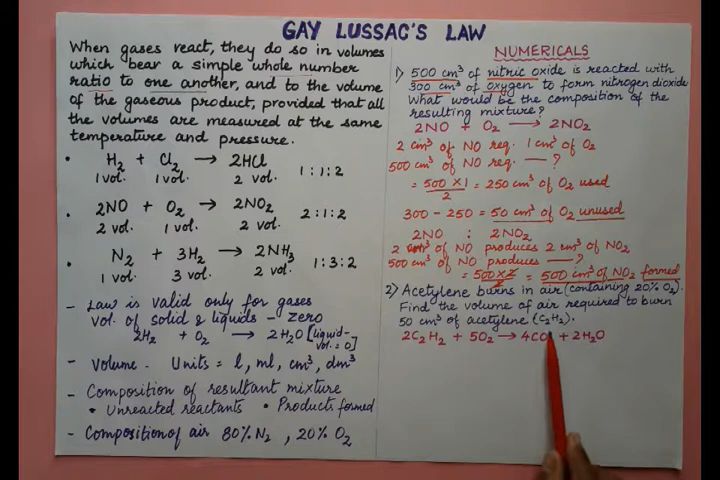 GAY LUSSAC'S LAW
When gases react, they do so in volumes
which bear a simple whole number
ratio to one another, and to the volume
of the gaseous product, provided that all
the volumes are measured at the same
temperature and pressure.
• H₂ + Cl₂ → 2HCl
1 vol. 1 vol. 2 vol. 1:1:2
• 2NO + O₂ → 2NO₂
2 vol. 1 vol. 2 vol. 2:1:2
• N₂ + 3H₂ → 2NH₃
1 vol. 3 vol. 2 vol. 1:3:2
- Law is valid only for gases
Vol. of solid & liquids - zero
2H₂ + O₂ → 2H₂O [liquid - vol. = 0]
- Volume. Units = l, ml, cm³, dm³
- Composition of resultant mixture
• Unreacted reactants • Products formed
- Composition of air 80% N₂, 20% O₂
NUMERICALS
1) 500 cm³ of nitric oxide is reacted with
300 cm³ of oxygen to form nitrogen dioxide
What would be the composition of the
resulting mixture?
2NO + O₂ → 2NO₂
2 cm³ of NO req. 1 cm³ of O₂
500 cm³ of NO req. — ?
= 500 × 1 / 2 = 250 cm³ of O₂ used
300 - 250 = 50 cm³ of O₂ unused
2NO : 2NO₂
2 cm³ of NO produces 2 cm³ of NO₂
500 cm³ of NO produces — ?
= 500 × 2 / 2 = 500 cm³ of NO₂ formed
2) Acetylene burns in air (containing 20% O₂).
Find the volume of air required to burn
50 cm³ of acetylene (C₂H₂).
2C₂H₂ + 5O₂ → 4CO + 2H₂O